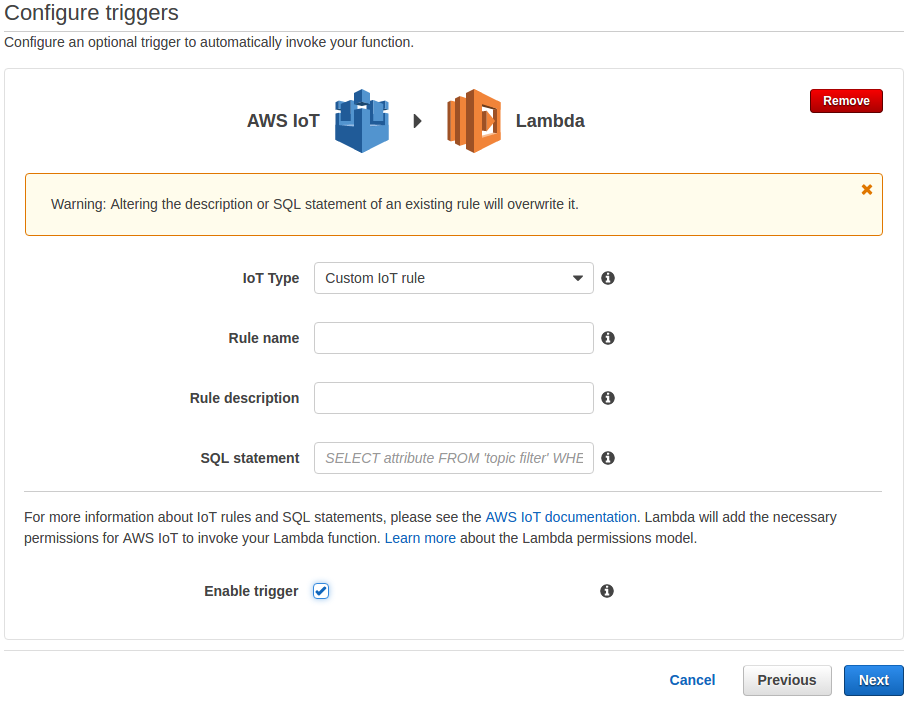 Configure triggers
Configure an optional trigger to automatically invoke your function.
AWS IoT
Lambda
Remove
Warning: Altering the description or SQL statement of an existing rule will overwrite it.
IoT Type
Custom IoT rule
Rule name
Rule description
SQL statement
SELECT attribute FROM 'topic filter' WHE
For more information about IoT rules and SQL statements, please see the AWS IoT documentation. Lambda will add the necessary
permissions for AWS IoT to invoke your Lambda function. Learn more about the Lambda permissions model.
Enable trigger
Cancel
Previous
Next